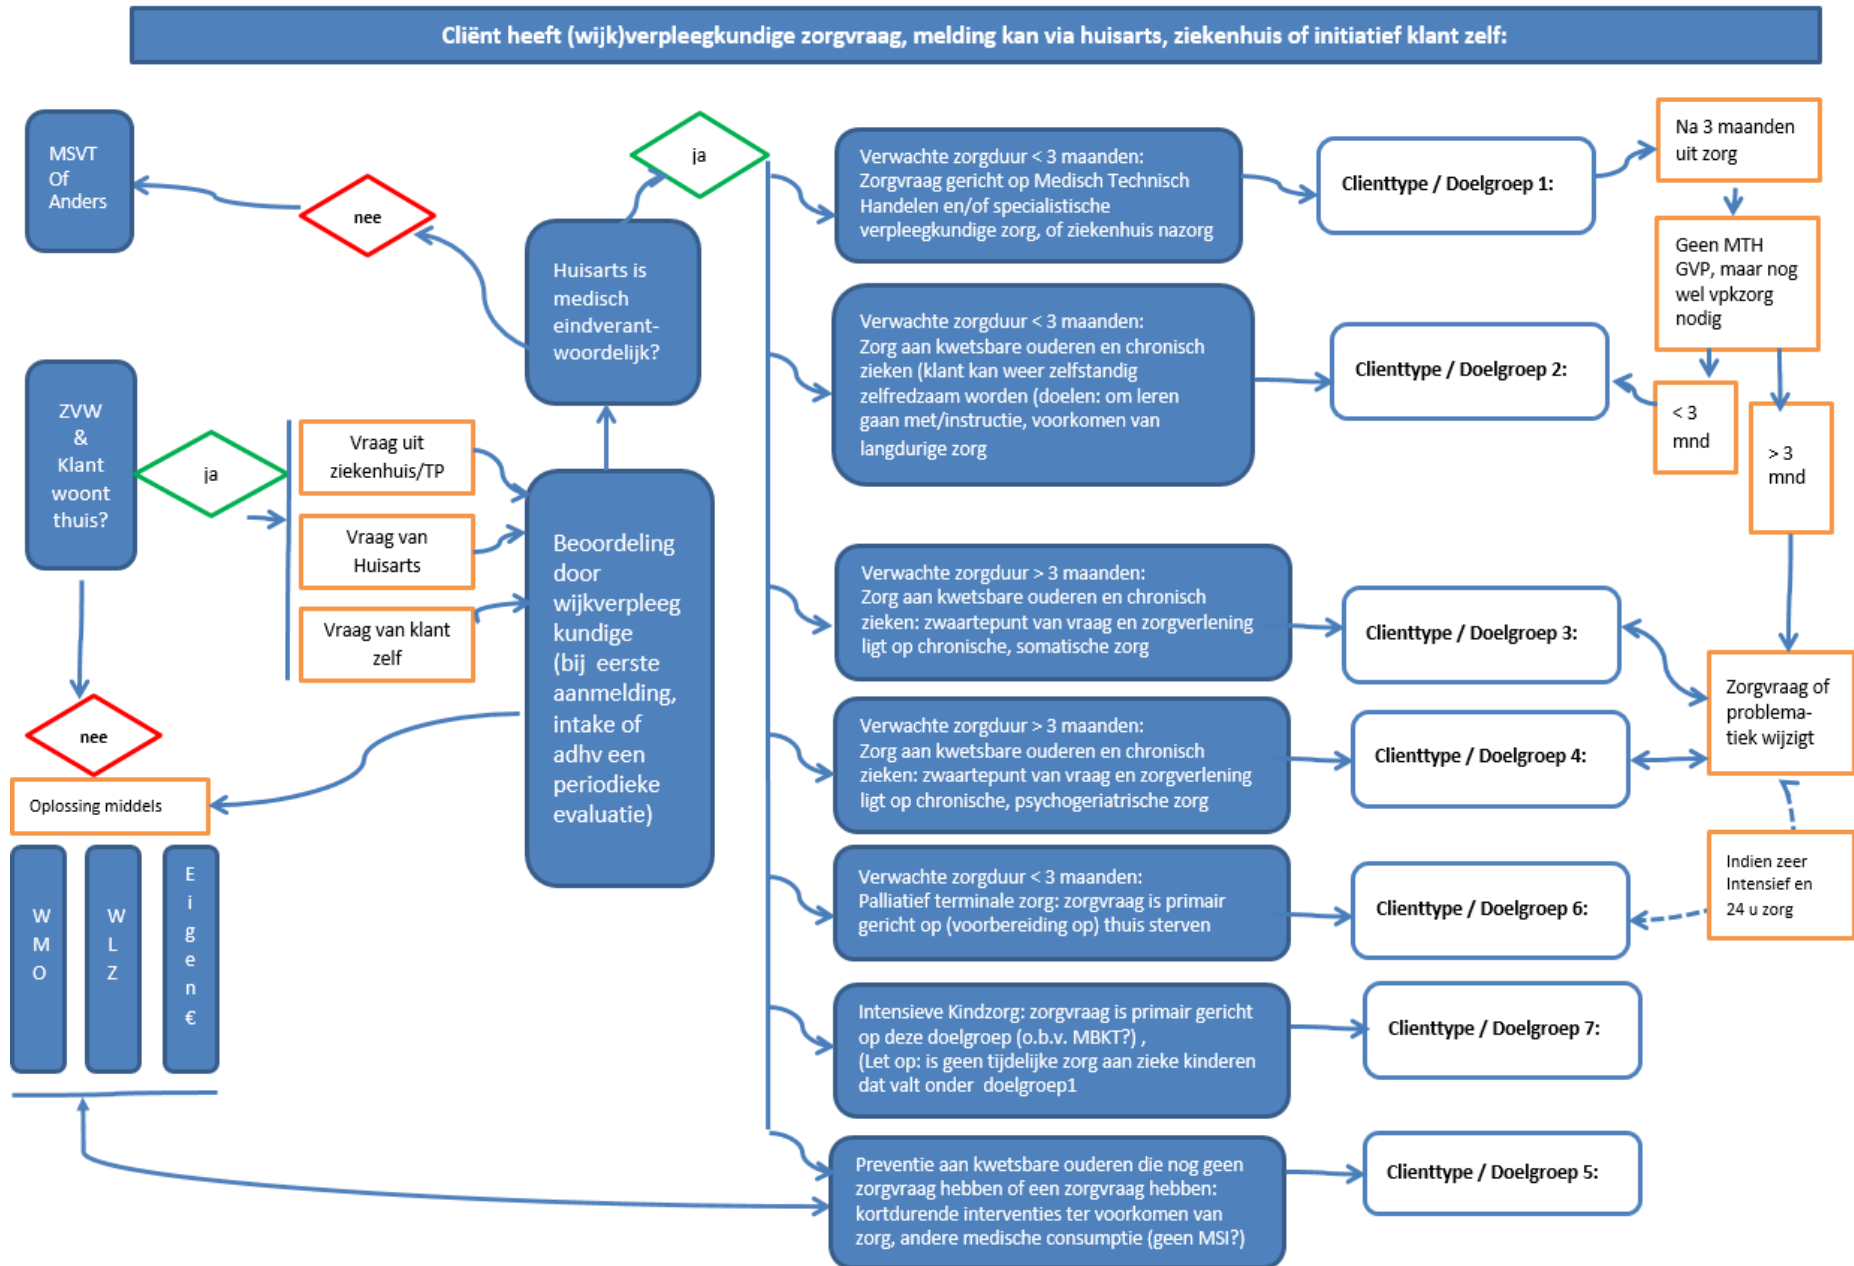 Cliënt heeft (wijk)verpleegkundige zorgvraag, melding kan via huisarts, ziekenhuis of initiatief klant zelf:
MSVT
Of
Anders
nee
ja
Huisarts is
medisch
eindverant-
woordelijk?
ZVW
&
Klant
woont
thuis?
ja
Vraag uit
ziekenhuis/TP
Vraag van
Huisarts
Vraag van klant
zelf
Beoordeling
door
wijkverpleeg
kundige
(bij eerste
aanmelding,
intake of
adhv een
periodieke
evaluatie)
nee
Oplossing middels
W
M
O
W
L
Z
E
i
g
e
n
€
Verwachte zorgduur < 3 maanden:
Zorgvraag gericht op Medisch Technisch
Handelen en/of specialistische
verpleegkundige zorg, of ziekenhuis nazorg
Clienttype / Doelgroep 1:
Na 3 maanden
uit zorg
Geen MTH
GVP, maar nog
wel vpkzorg
nodig
< 3
mnd
> 3
mnd
Verwachte zorgduur < 3 maanden:
Zorg aan kwetsbare ouderen en chronisch
zieken (klant kan weer zelfstandig
zelfredzaam worden (doelen: om leren
gaan met/instructie, voorkomen van
langdurige zorg
Clienttype / Doelgroep 2:
Verwachte zorgduur > 3 maanden:
Zorg aan kwetsbare ouderen en chronisch
zieken: zwaartepunt van vraag en zorgverlening
ligt op chronische, somatische zorg
Clienttype / Doelgroep 3:
Zorgvraag of
problema-
tiek wijzigt
Verwachte zorgduur > 3 maanden:
Zorg aan kwetsbare ouderen en chronisch
zieken: zwaartepunt van vraag en zorgverlening
ligt op chronische, psychogeriatrische zorg
Clienttype / Doelgroep 4:
Verwachte zorgduur < 3 maanden:
Palliatief terminale zorg: zorgvraag is primair
gericht op (voorbereiding op) thuis sterven
Clienttype / Doelgroep 6:
Indien zeer
Intensief en
24 u zorg
Intensieve Kindzorg: zorgvraag is primair gericht
op deze doelgroep (o.b.v. MBKT?) ,
(Let op: is geen tijdelijke zorg aan zieke kinderen
dat valt onder doelgroep1
Clienttype / Doelgroep 7:
Preventie aan kwetsbare ouderen die nog geen
zorgvraag hebben of een zorgvraag hebben:
kortdurende interventies ter voorkomen van
zorg, andere medische consumptie (geen MSI?)
Clienttype / Doelgroep 5: